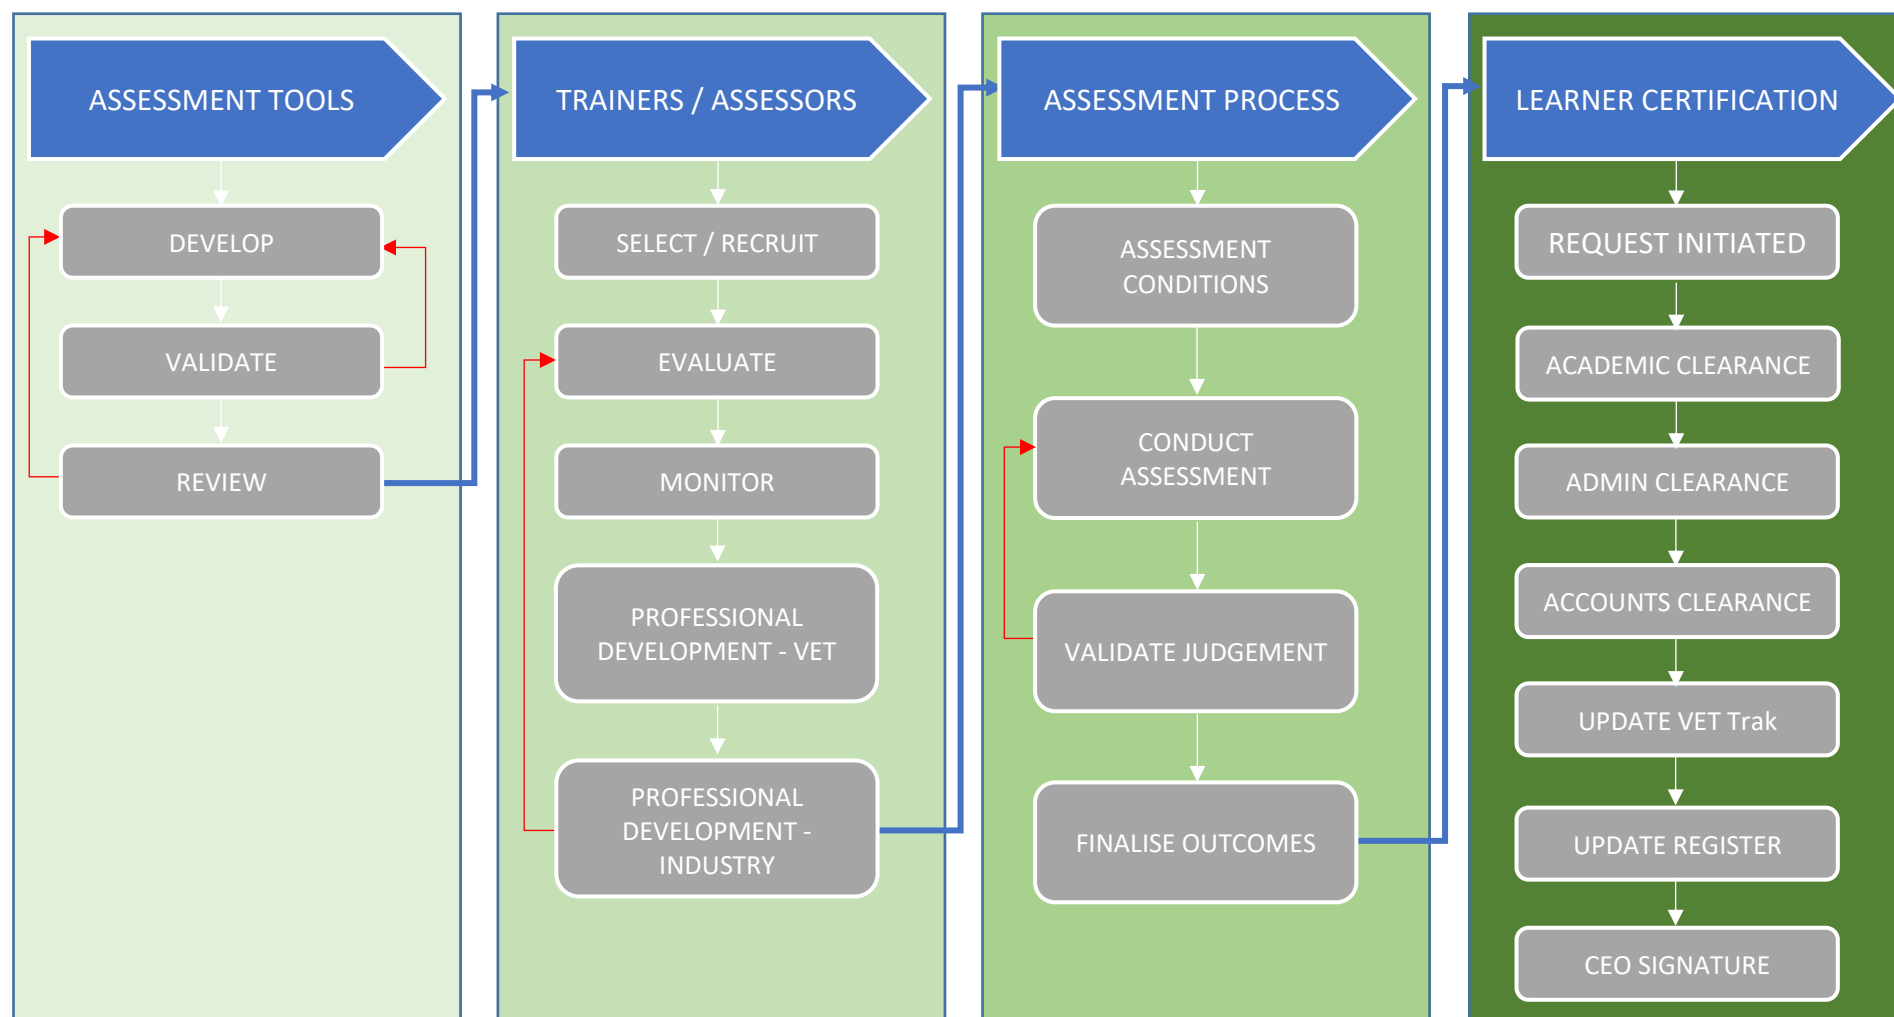 ASSESSMENT TOOLS
DEVELOP
VALIDATE
REVIEW
TRAINERS / ASSESSORS
SELECT / RECRUIT
EVALUATE
MONITOR
PROFESSIONAL
DEVELOPMENT - VET
PROFESSIONAL
DEVELOPMENT -
INDUSTRY
ASSESSMENT PROCESS
ASSESSMENT
CONDITIONS
CONDUCT
ASSESSMENT
VALIDATE JUDGEMENT
FINALISE OUTCOMES
LEARNER CERTIFICATION
REQUEST INITIATED
ACADEMIC CLEARANCE
ADMIN CLEARANCE
ACCOUNTS CLEARANCE
UPDATE VET Trak
UPDATE REGISTER
CEO SIGNATURE